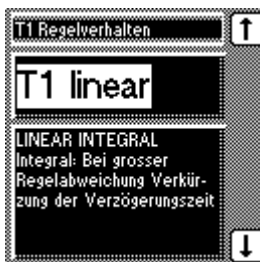 T1 Regelverhalten
T1 linear
LINEAR INTEGRAL
Integral: Bei grosser
Regelabweichung Verkür-
zung der Verzögerungszeit